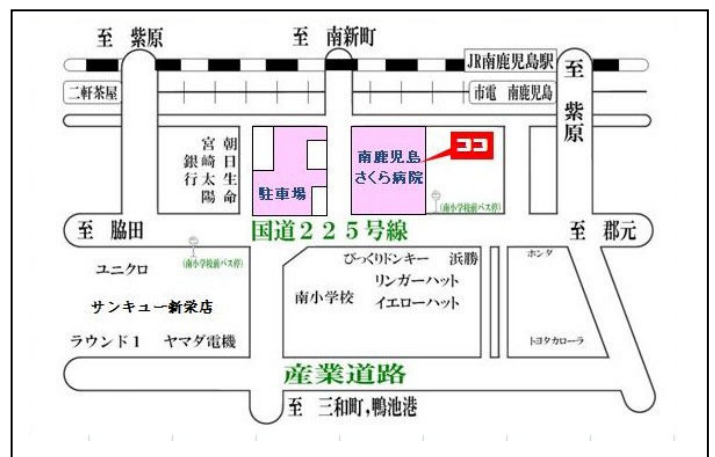 至 紫原
至 南新町
JR南鹿児島駅
至 紫原
二軒茶屋
市電 南鹿児島
朝日生命
宮崎太陽銀行
駐車場
南鹿児島
さくら病院
ココ
(南小学校前バス停)
至 脇田
国道225号線
至 郡元
(南小学校前バス停)
ユニクロ
びっくりドンキー 浜勝
ホンダ
リンガーハット
南小学校
イエローハット
サンキュー新栄店
ラウンド1 ヤマダ電機
トヨタカローラ
産業道路
至 三和町,鴨池港